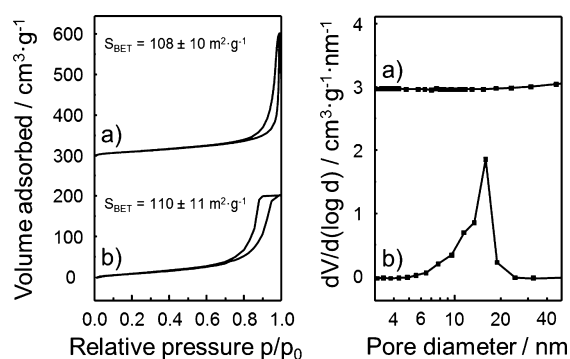 Volume adsorbed / cm³·g⁻¹
600
500
400
300
200
100
0
S_BET = 108 ± 10 m²·g⁻¹
a)
S_BET = 110 ± 11 m²·g⁻¹
b)
0.0 0.2 0.4 0.6 0.8 1.0
Relative pressure p/p₀
dV/d(log d) / cm³·g⁻¹·nm⁻¹
4
3
2
1
0
a)
b)
4 6 8 10 20 40
Pore diameter / nm